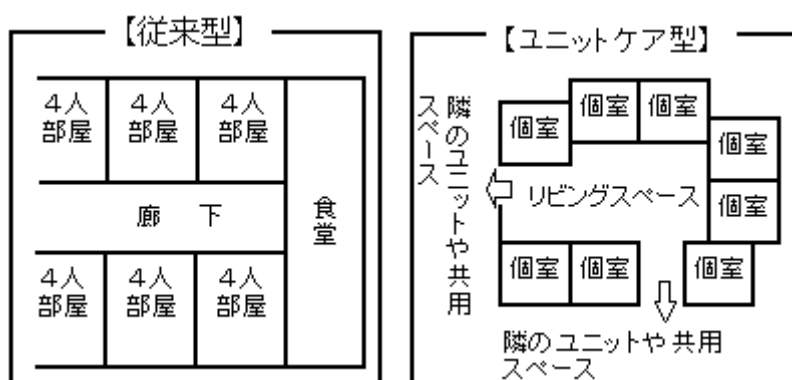 【従来型】
４人
部屋
４人
部屋
４人
部屋
廊　下
食堂
４人
部屋
４人
部屋
４人
部屋
【ユニットケア型】
隣のユニットや共用
スペース
個室
個室
個室
個室
リビングスペース
個室
個室
個室
個室
隣のユニットや共用
スペース